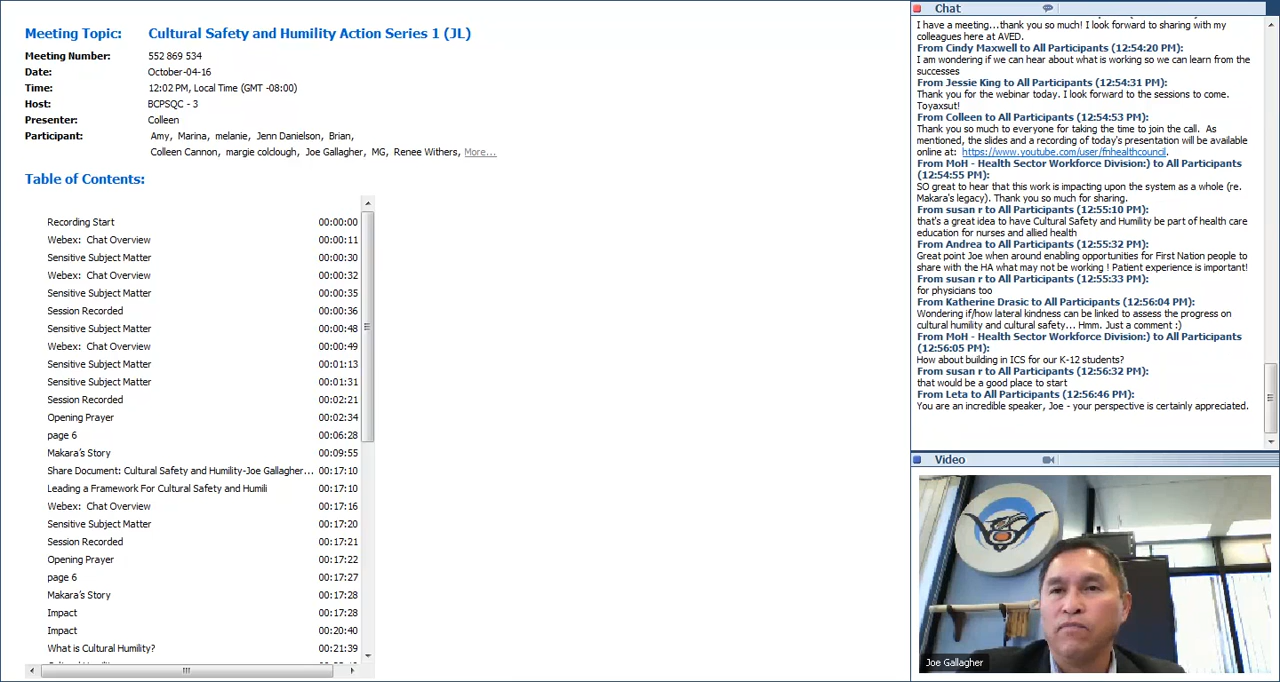 Meeting Topic: Cultural Safety and Humility Action Series 1 (JL)
Meeting Number: 552 869 534
Date: October-04-16
Time: 12:02 PM, Local Time (GMT -08:00)
Host: BCPSQC - 3
Presenter: Colleen
Participant: Amy, Marina, melanie, Jenn Danielson, Brian,
Colleen Cannon, margie coldclough, Joe Gallagher, MG, Renee Withers, More...
Table of Contents:
Recording Start 00:00:00
Webex: Chat Overview 00:00:11
Sensitive Subject Matter 00:00:30
Webex: Chat Overview 00:00:32
Sensitive Subject Matter 00:00:35
Session Recorded 00:00:36
Sensitive Subject Matter 00:00:48
Webex: Chat Overview 00:00:49
Sensitive Subject Matter 00:01:13
Sensitive Subject Matter 00:01:31
Session Recorded 00:02:21
Opening Prayer 00:02:34
page 6 00:06:28
Makara's Story 00:09:55
Share Document: Cultural Safety and Humility-Joe Gallagher... 00:17:10
Leading a Framework For Cultural Safety and Humili 00:17:10
Webex: Chat Overview 00:17:16
Sensitive Subject Matter 00:17:20
Session Recorded 00:17:21
Opening Prayer 00:17:22
page 6 00:17:27
Makara's Story 00:17:28
Impact 00:17:28
Impact 00:20:40
What is Cultural Humility? 00:21:39
Chat
I have a meeting...thank you so much! I look forward to sharing with my
colleagues here at AVED.
From Cindy Maxwell to All Participants (12:54:20 PM):
I am wondering if we can hear about what is working so we can learn from the
successes
From Jessie King to All Participants (12:54:31 PM):
Thank you for the webinar today. I look forward to the sessions to come.
Toyaxsut!
From Colleen to All Participants (12:54:53 PM):
Thank you so much to everyone for taking the time to join the call. As
mentioned, the slides and a recording of today's presentation will be available
online at: https://www.youtube.com/user/fnhealthcouncil.
From MoH - Health Sector Workforce Division:) to All Participants
(12:54:55 PM):
SO great to hear that this work is impacting upon the system as a whole (re.
Makara's legacy). Thank you so much for sharing.
From susan r to All Participants (12:55:10 PM):
that's a great idea to have Cultural Safety and Humility be part of health care
education for nurses and allied health
From Andrea to All Participants (12:55:32 PM):
Great point Joe when around enabling opportunities for First Nation people to
share with the HA what may not be working ! Patient experience is important!
From susan r to All Participants (12:55:33 PM):
for physicians too
From Katherine Drasic to All Participants (12:56:04 PM):
Wondering if/how lateral kindness can be linked to assess the progress on
cultural humility and cultural safety... Hmm. Just a comment :)
From MoH - Health Sector Workforce Division:) to All Participants
(12:56:05 PM):
How about building in ICS for our K-12 students?
From susan r to All Participants (12:56:32 PM):
that would be a good place to start
From Leta to All Participants (12:56:46 PM):
You are an incredible speaker, Joe - your perspective is certainly appreciated.
Video
Joe Gallagher